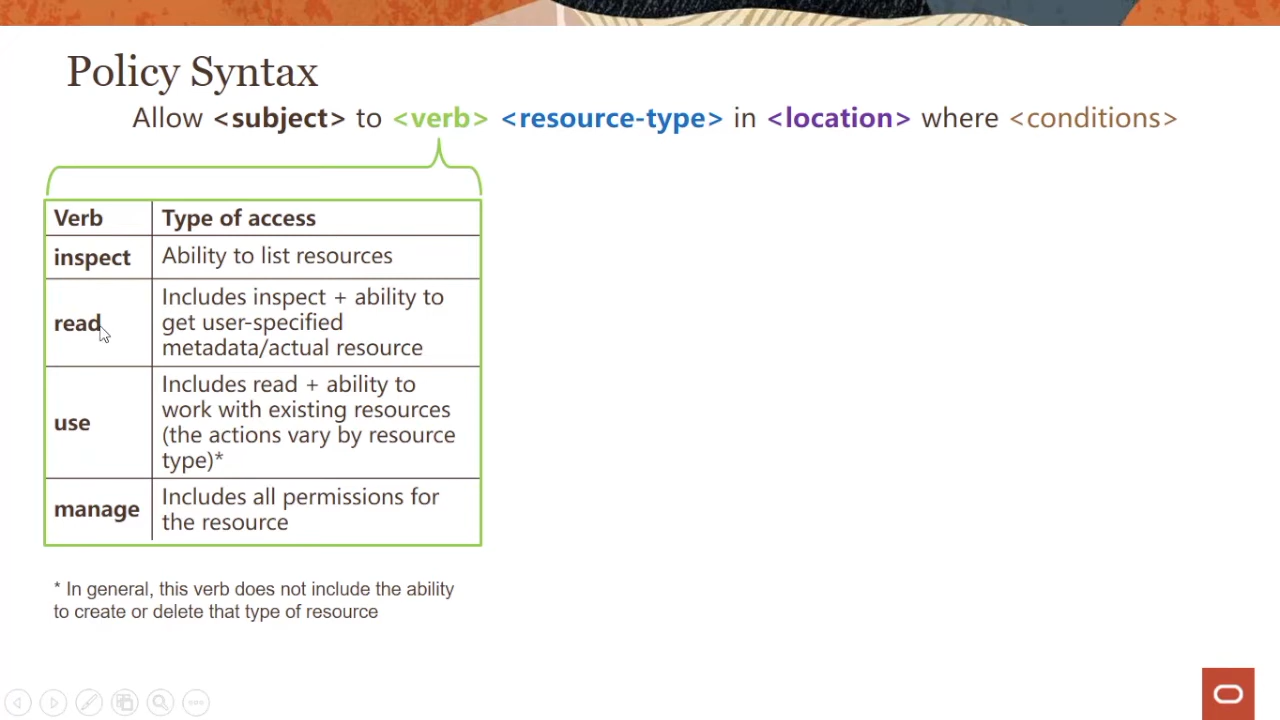 Policy Syntax
Allow <subject> to <verb> <resource-type> in <location> where <conditions>
Verb Type of access
inspect Ability to list resources
read Includes inspect + ability to
get user-specified
metadata/actual resource
use Includes read + ability to
work with existing resources
(the actions vary by resource
type)*
manage Includes all permissions for
the resource
* In general, this verb does not include the ability
to create or delete that type of resource